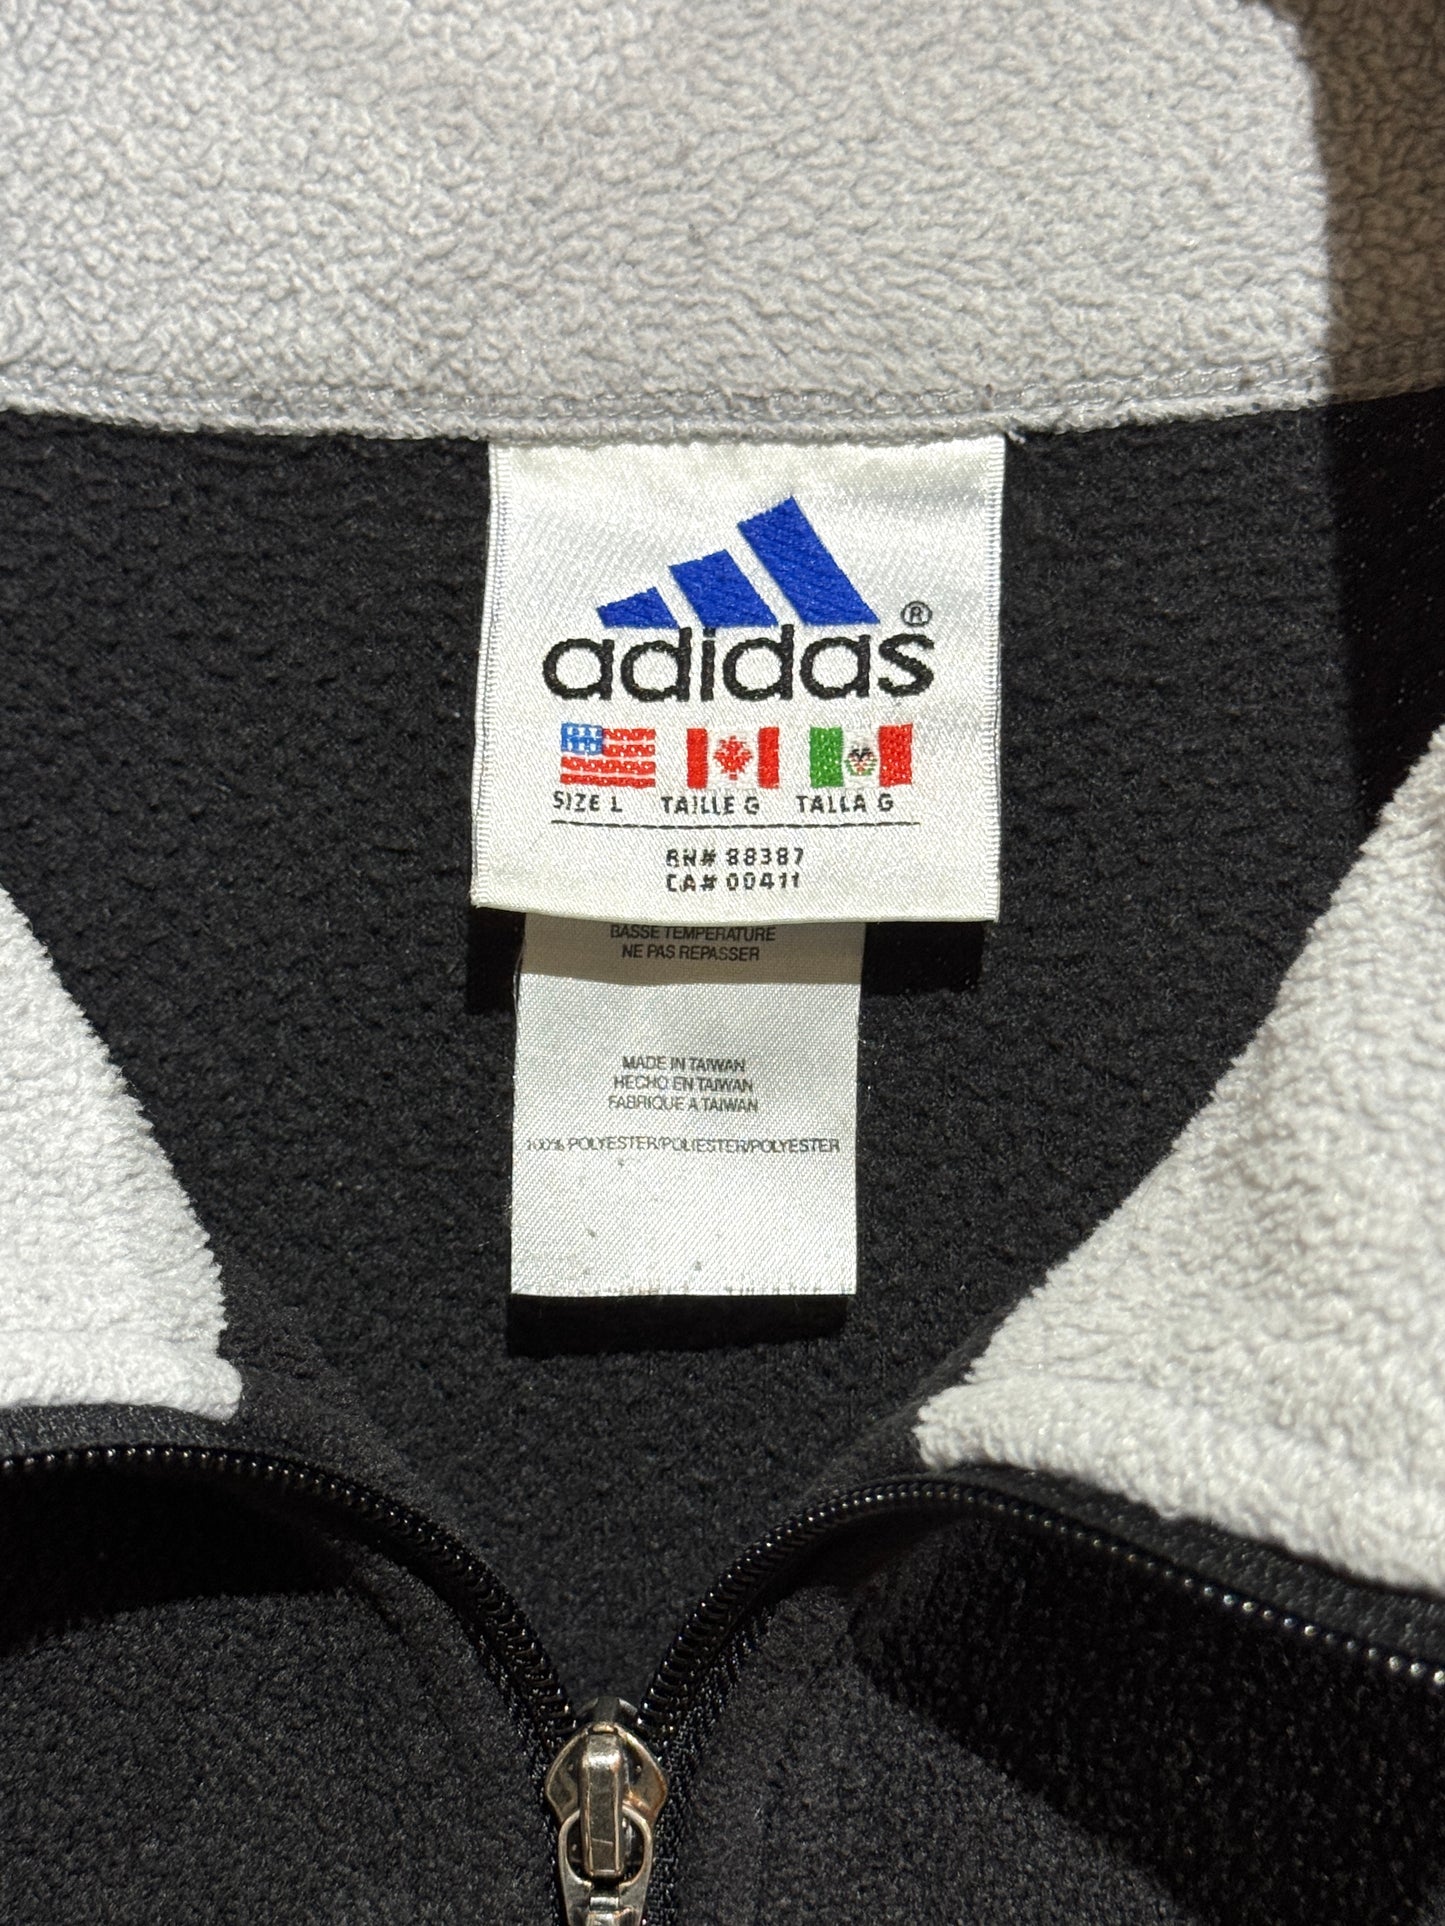 adidas®
SIZE L TAILLE G TALLA G
RN# 88387
CA# 00411
BASSE TEMPERATURE
NE PAS REPASSER
MADE IN TAIWAN
HECHO EN TAIWAN
FABRIQUE A TAIWAN
100% POLYESTER/POLIESTER/POLYESTER